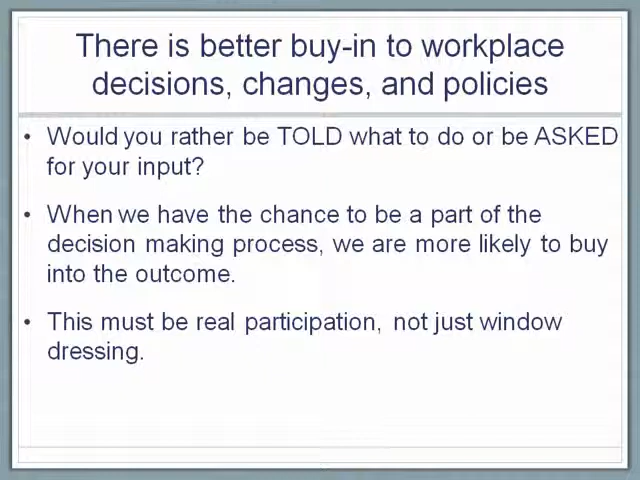 There is better buy-in to workplace
decisions, changes, and policies
• Would you rather be TOLD what to do or be ASKED
for your input?
• When we have the chance to be a part of the
decision making process, we are more likely to buy
into the outcome.
• This must be real participation, not just window
dressing.